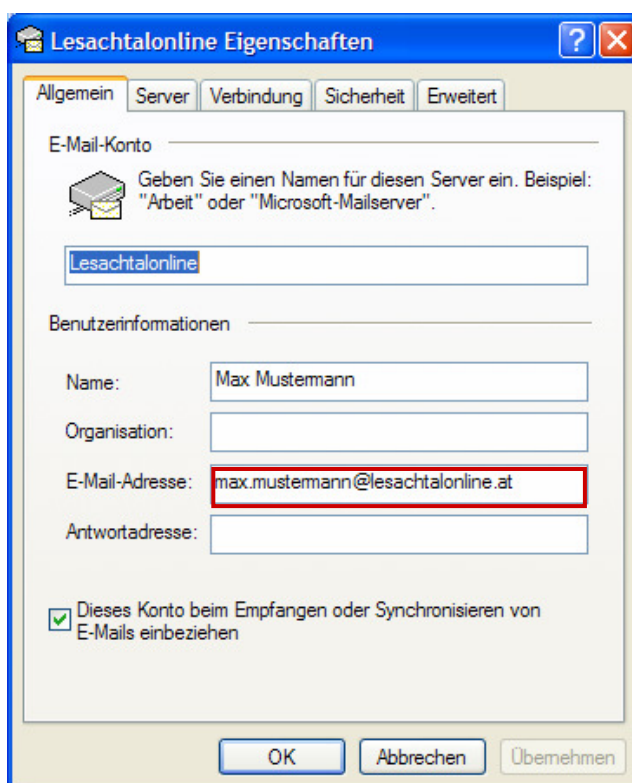 Lesachtalonline Eigenschaften
Allgemein Server Verbindung Sicherheit Erweitert
E-Mail-Konto
Geben Sie einen Namen für diesen Server ein. Beispiel:
"Arbeit" oder "Microsoft-Mailserver".
Lesachtalonline
Benutzerinformationen
Name: Max Mustermann
Organisation:
E-Mail-Adresse: max.mustermann@lesachtalonline.at
Antwortadresse:
Dieses Konto beim Empfangen oder Synchronisieren von
E-Mails einbeziehen
OK Abbrechen Übernehmen